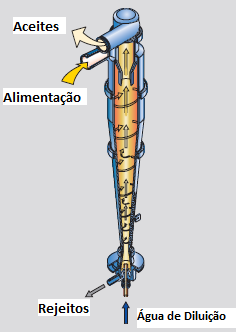 Aceites
Alimentação
Rejeitos
Água de Diluição